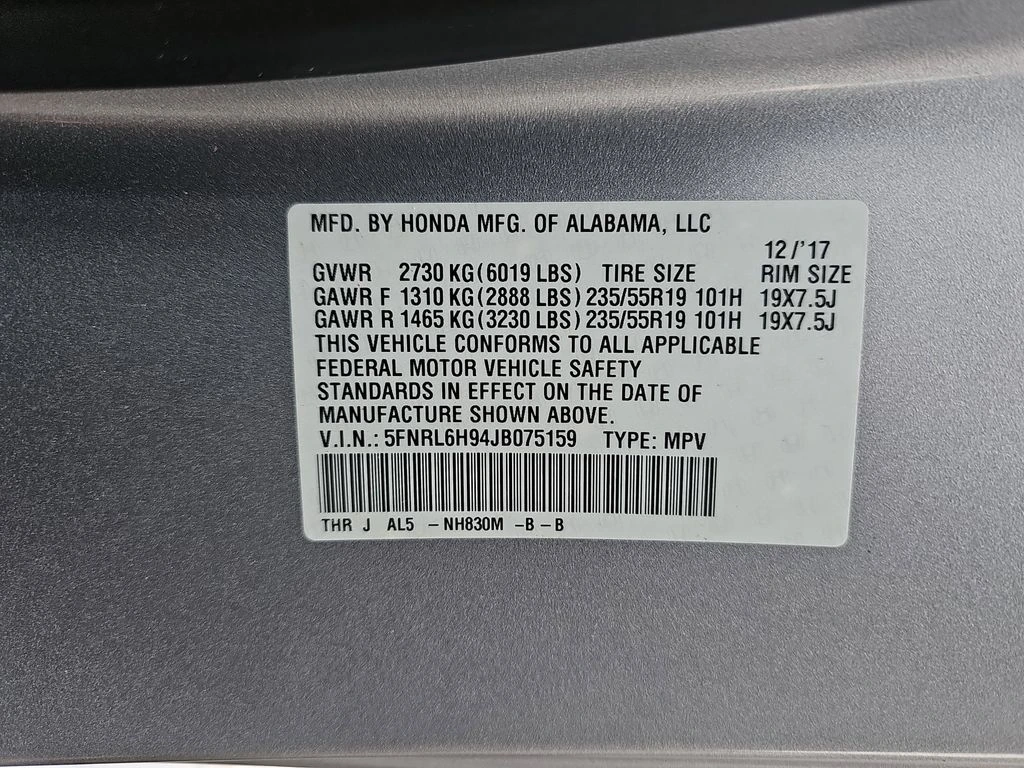 MFD. BY HONDA MFG. OF ALABAMA, LLC
12/'17
GVWR 2730 KG(6019 LBS) TIRE SIZE RIM SIZE
GAWR F 1310 KG(2888 LBS) 235/55R19 101H 19X7.5J
GAWR R 1465 KG(3230 LBS) 235/55R19 101H 19X7.5J
THIS VEHICLE CONFORMS TO ALL APPLICABLE
FEDERAL MOTOR VEHICLE SAFETY
STANDARDS IN EFFECT ON THE DATE OF
MANUFACTURE SHOWN ABOVE.
V.I.N.: 5FNRL6H94JB075159 TYPE: MPV
THR J AL5 – NH830M –B – B